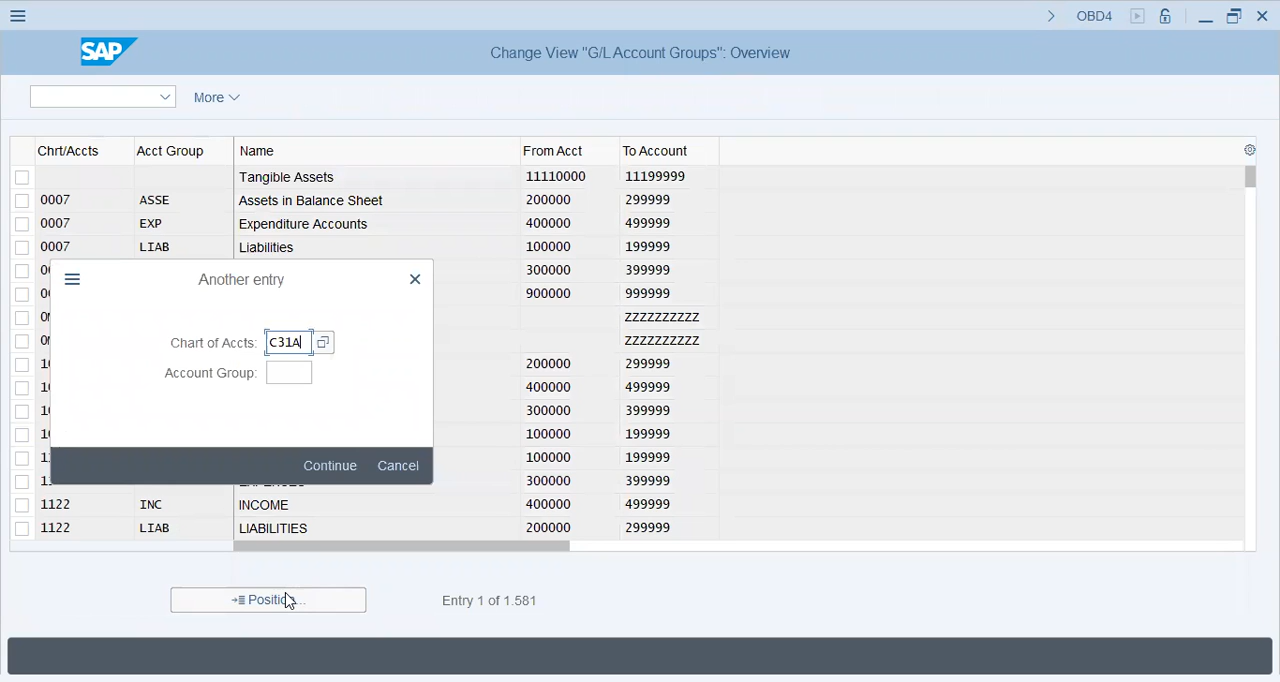 OBD4
SAP
Change View "G/L Account Groups": Overview
More
Chrt/Accts Acct Group Name From Acct To Account
Tangible Assets 11110000 11199999
0007 ASSE Assets in Balance Sheet 200000 299999
0007 EXP Expenditure Accounts 400000 499999
0007 LIAB Liabilities 100000 199999
300000 399999
900000 999999
ZZZZZZZZZZ
ZZZZZZZZZZ
200000 299999
400000 499999
300000 399999
100000 199999
100000 199999
300000 399999
1122 INC INCOME 400000 499999
1122 LIAB LIABILITIES 200000 299999
Another entry
Chart of Accts: C31A
Account Group:
Continue Cancel
Position... Entry 1 of 1.581